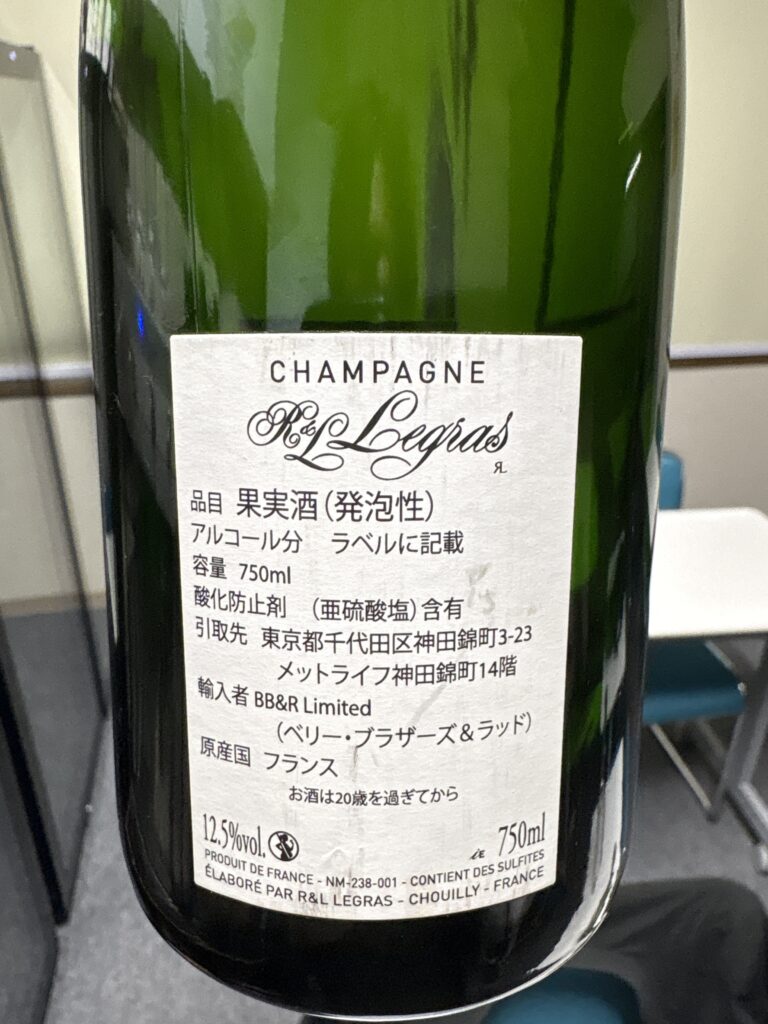 CHAMPAGNE
R&L Legras
RL
品目 果実酒(発泡性)
アルコール分 ラベルに記載
容量 750ml
酸化防止剤 (亜硫酸塩)含有
引取先 東京都千代田区神田錦町3-23
メットライフ神田錦町14階
輸入者 BB&R Limited
(ベリー・ブラザーズ&ラッド)
原産国 フランス
お酒は20歳を過ぎてから
12.5%vol. 750ml
PRODUIT DE FRANCE - NM-238-001 - CONTIENT DES SULFITES
ÉLABORÉ PAR R&L LEGRAS - CHOUILLY - FRANCE